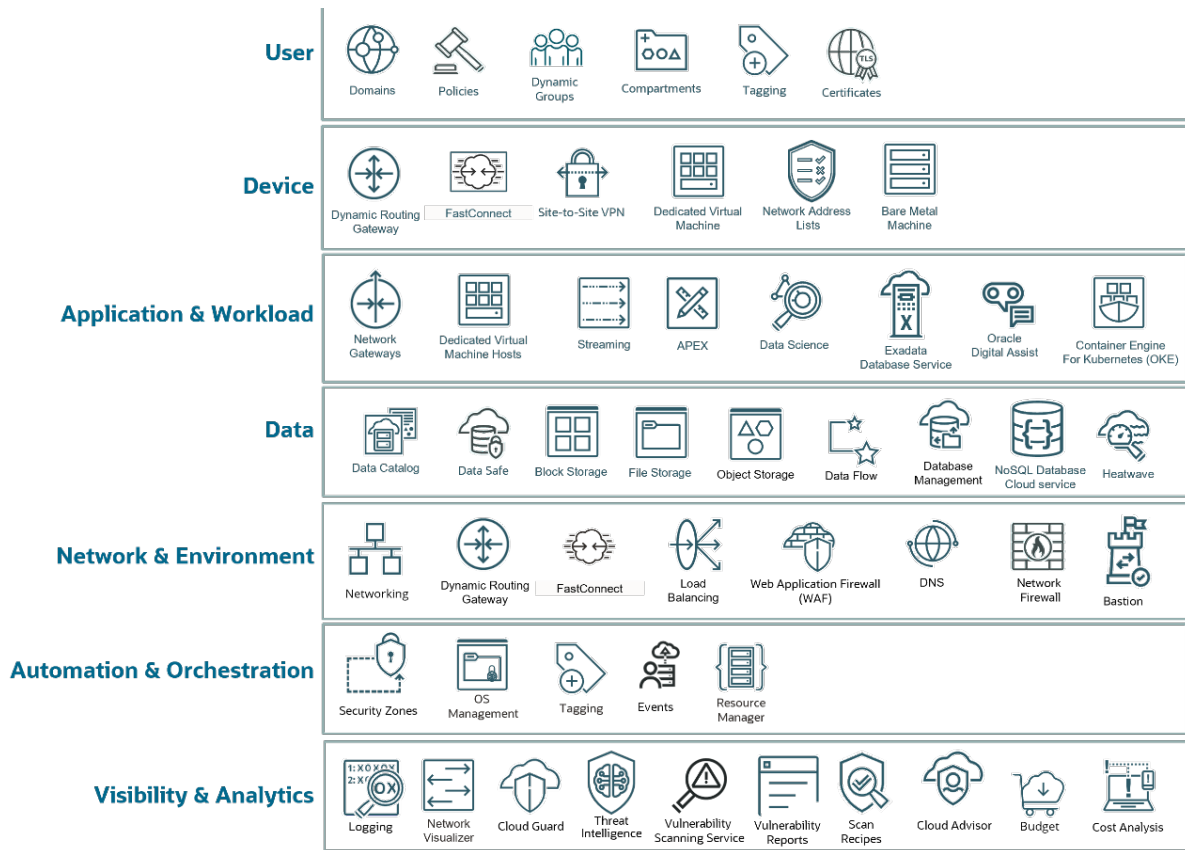 User
Domains
Policies
Dynamic
Groups
Compartments
Tagging
TLS
Certificates
Device
Dynamic Routing
Gateway
FastConnect
Site-to-Site VPN
Dedicated Virtual
Machine
Network Address
Lists
Bare Metal
Machine
Application & Workload
Network
Gateways
Dedicated Virtual
Machine Hosts
Streaming
APEX
Data Science
X
Exadata
Database Service
Oracle
Digital Assist
Container Engine
For Kubernetes (OKE)
Data
Data Catalog
Data Safe
Block Storage
File Storage
Object Storage
Data Flow
Database
Management
NoSQL Database
Cloud service
Heatwave
Network & Environment
Networking
Dynamic Routing
Gateway
FastConnect
Load
Balancing
Web Application Firewall
(WAF)
DNS
Network
Firewall
Bastion
Automation & Orchestration
Security Zones
OS
Management
Tagging
Events
Resource
Manager
Visibility & Analytics
1: XOXOX
2: X
OX
Logging
Network
Visualizer
Cloud Guard
Threat
Intelligence
Vulnerability
Scanning Service
Vulnerability
Reports
Scan
Recipes
Cloud Advisor
Budget
Cost Analysis